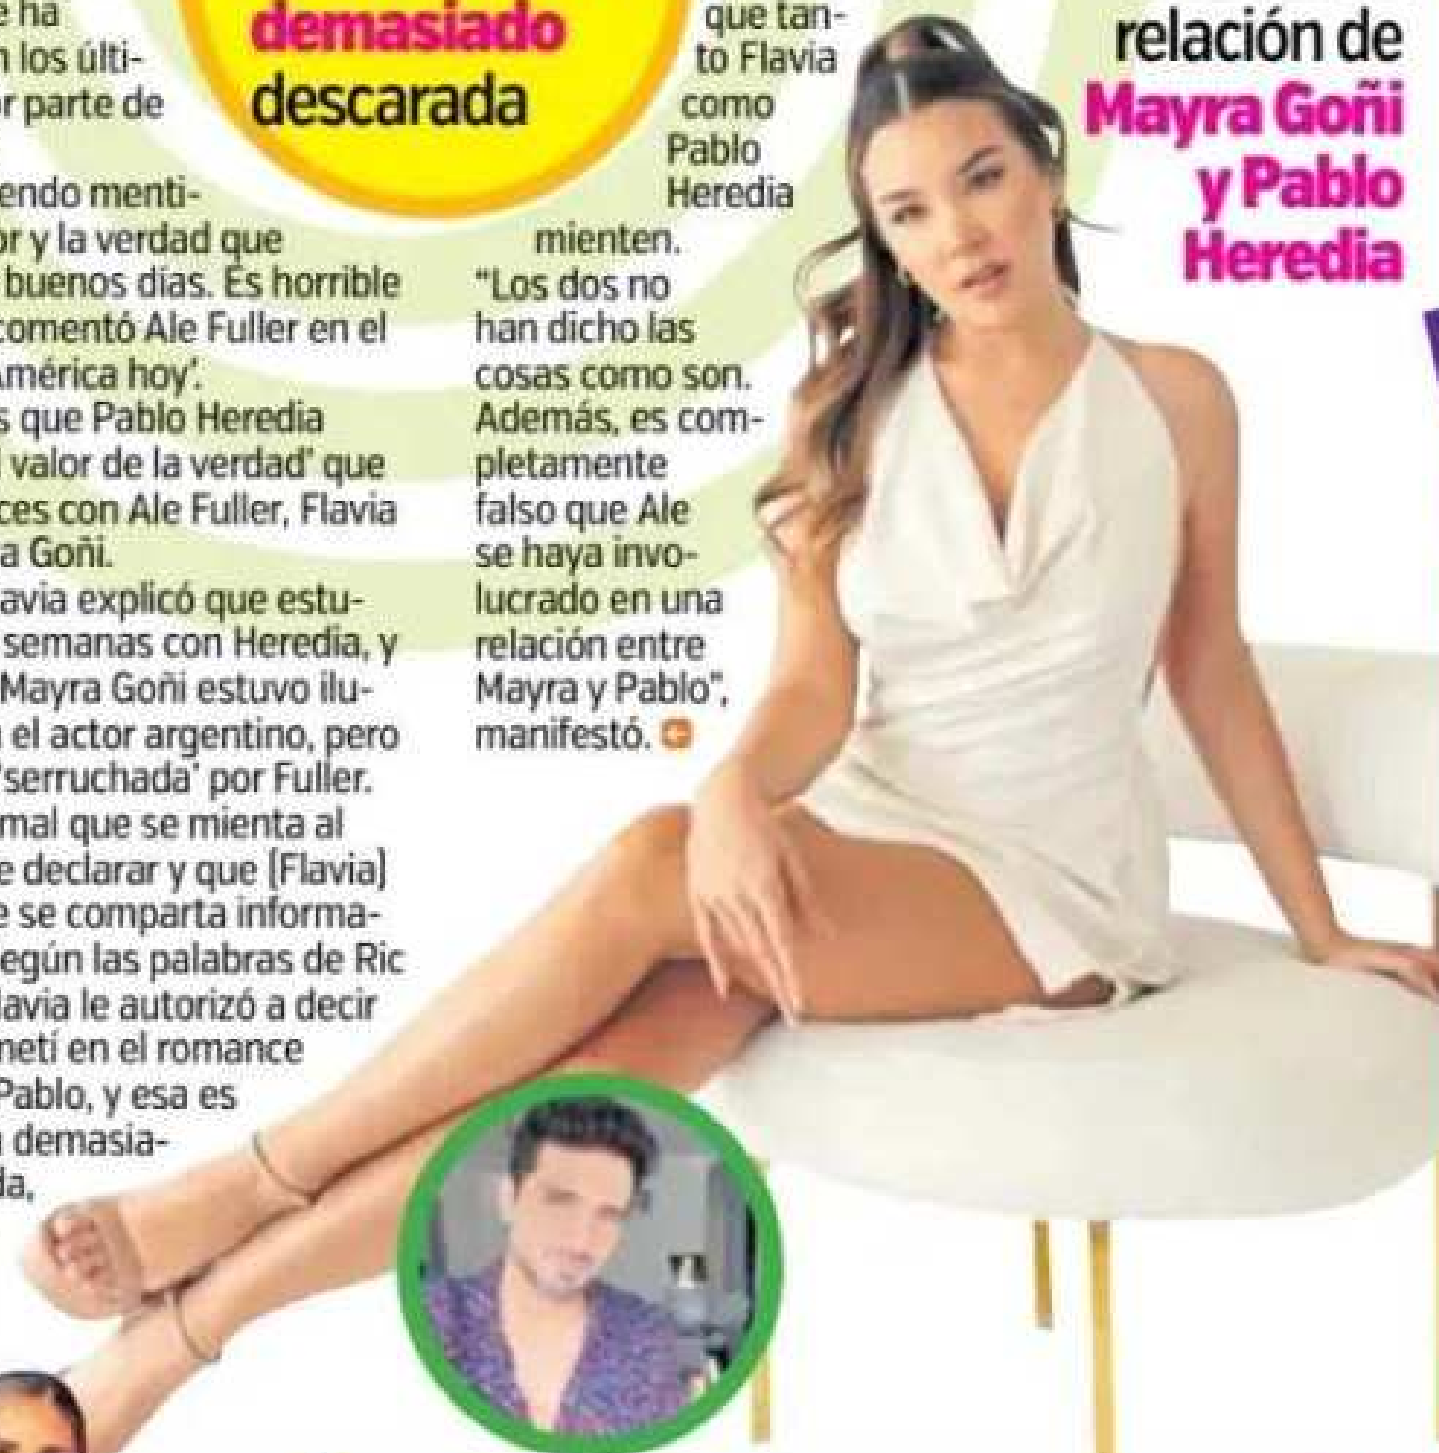 demasiado
descarada
e ha
los últi-
r parte de
endo menti-
or y la verdad que
buenos días. Es horrible
comentó Ale Fuller en el
América hoy’.
s que Pablo Heredia
valor de la verdad’ que
ces con Ale Fuller, Flavia
a Goñi.
avia explicó que estu-
semanas con Heredia, y
Mayra Goñi estuvo ilu-
el actor argentino, pero
‘serruchada’ por Fuller.
mal que se mienta al
e declarar y que (Flavia)
e se comparta informa-
egún las palabras de Ric
lavia le autorizó a decir
metí en el romance
Pablo, y esa es
demasia-
da,
que tan-
to Flavia
como
Pablo
Heredia
mienten.
“Los dos no
han dicho las
cosas como son.
Además, es com-
pletamente
falso que Ale
se haya invo-
lucrado en una
relación entre
Mayra y Pablo”,
manifestó.
relación de
Mayra Goñi
y Pablo
Heredia